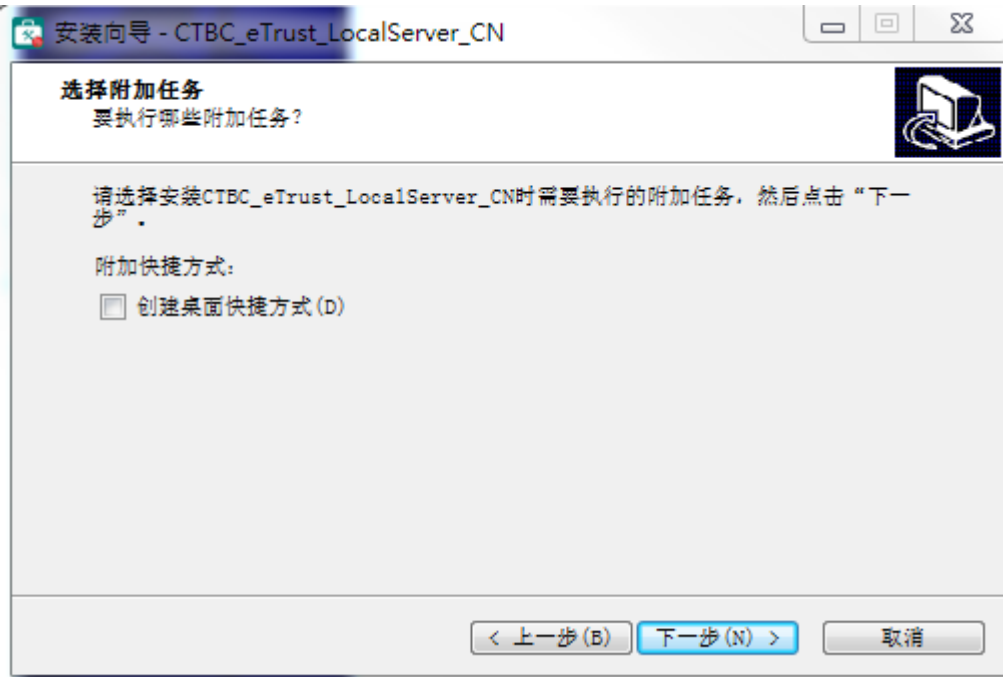 安装向导 - CTBC_eTrust_LocalServer_CN
选择附加任务
要执行哪些附加任务？
请选择安装CTBC_eTrust_LocalServer_CN时需要执行的附加任务，然后点击“下一
步”．
附加快捷方式：
创建桌面快捷方式(D)
< 上一步(B)
下一步(N) >
取消